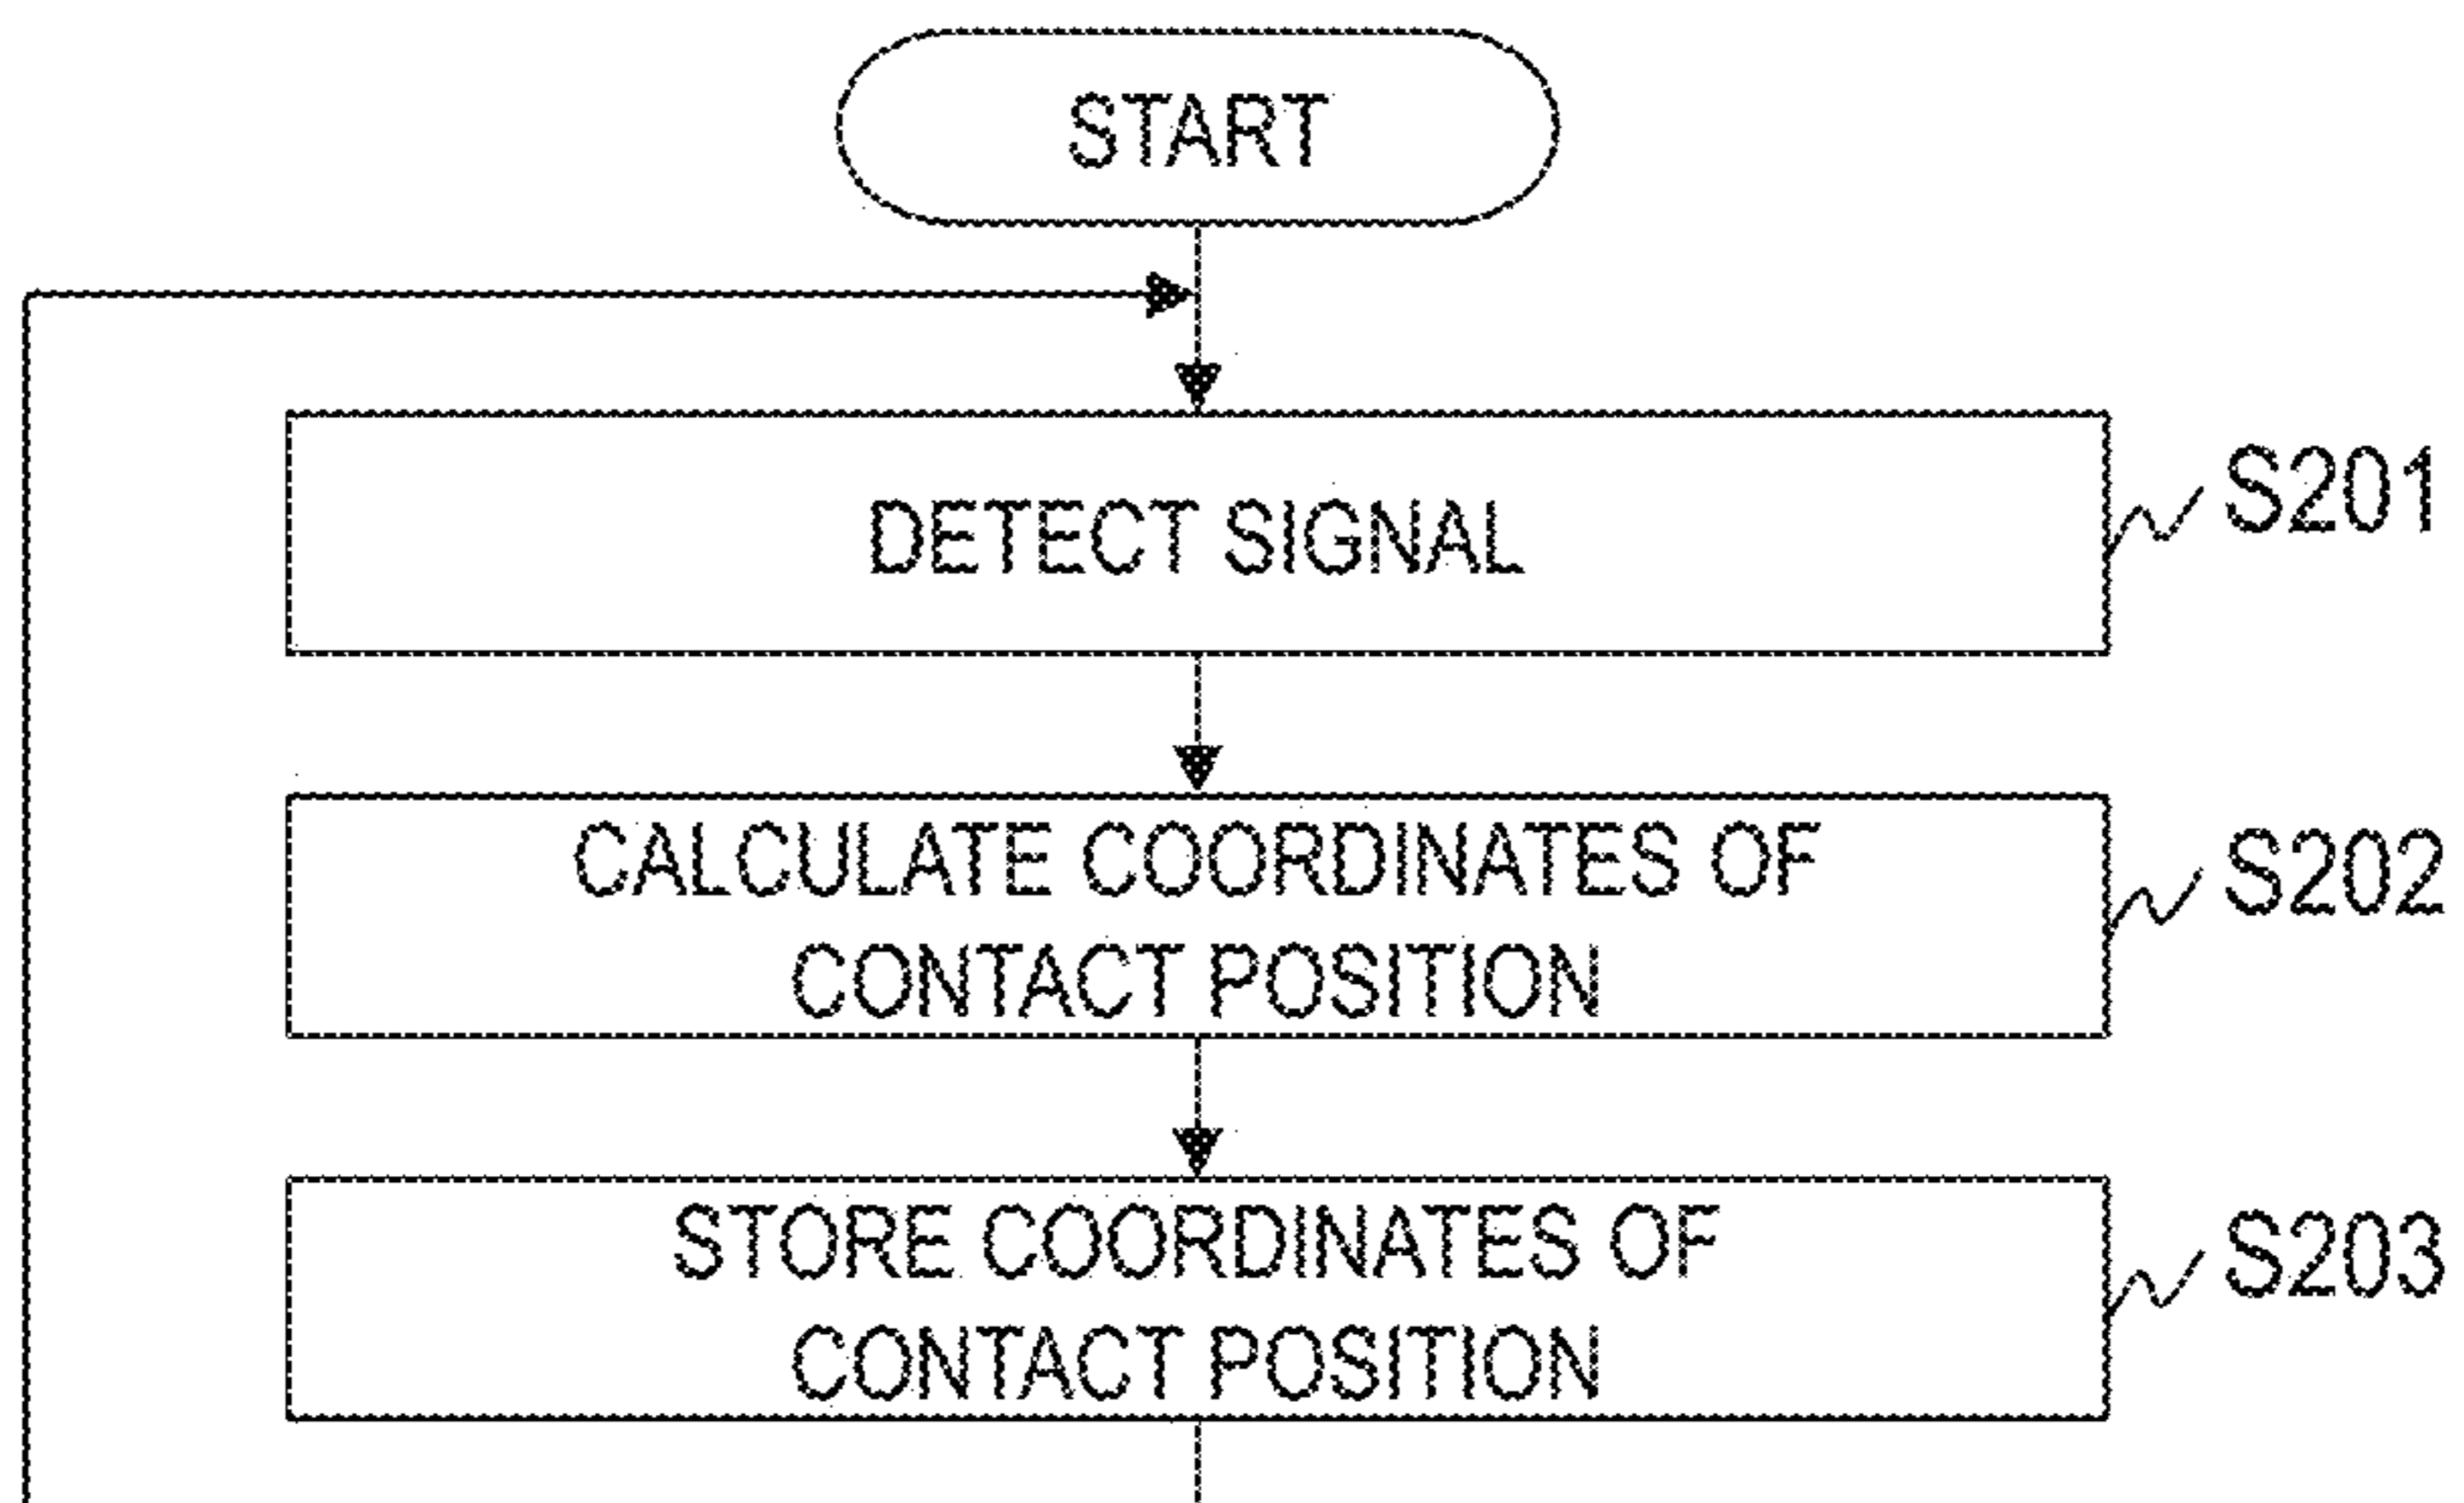 START
DETECT SIGNAL
S201
CALCULATE COORDINATES OF
CONTACT POSITION
S202
STORE COORDINATES OF
CONTACT POSITION
S203